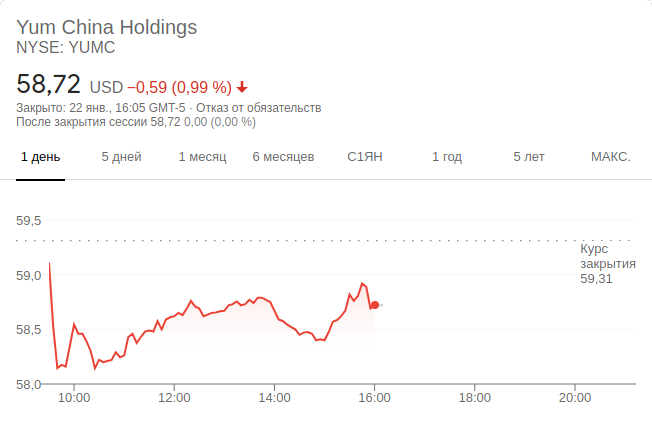 Yum China Holdings
NYSE: YUMC
58,72 USD −0,59 (0,99 %)
Закрыто: 22 янв., 16:05 GMT-5 · Отказ от обязательств
После закрытия сессии 58,72 0,00 (0,00 %)
1 день 5 дней 1 месяц 6 месяцев С1ЯН 1 год 5 лет МАКС.
59,5
Курс
закрытия
59,31
59,0
58,5
58,0
10:00 12:00 14:00 16:00 18:00 20:00